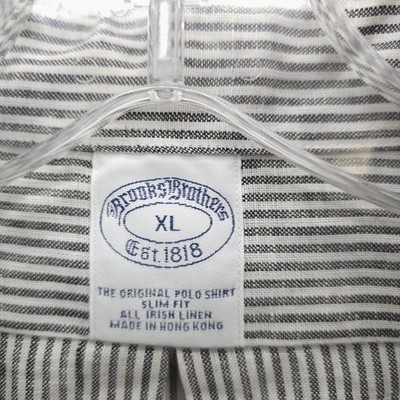 Brooks Brothers
XL
Est. 1818
THE ORIGINAL POLO SHIRT
SLIM FIT
ALL IRISH LINEN
MADE IN HONG KONG